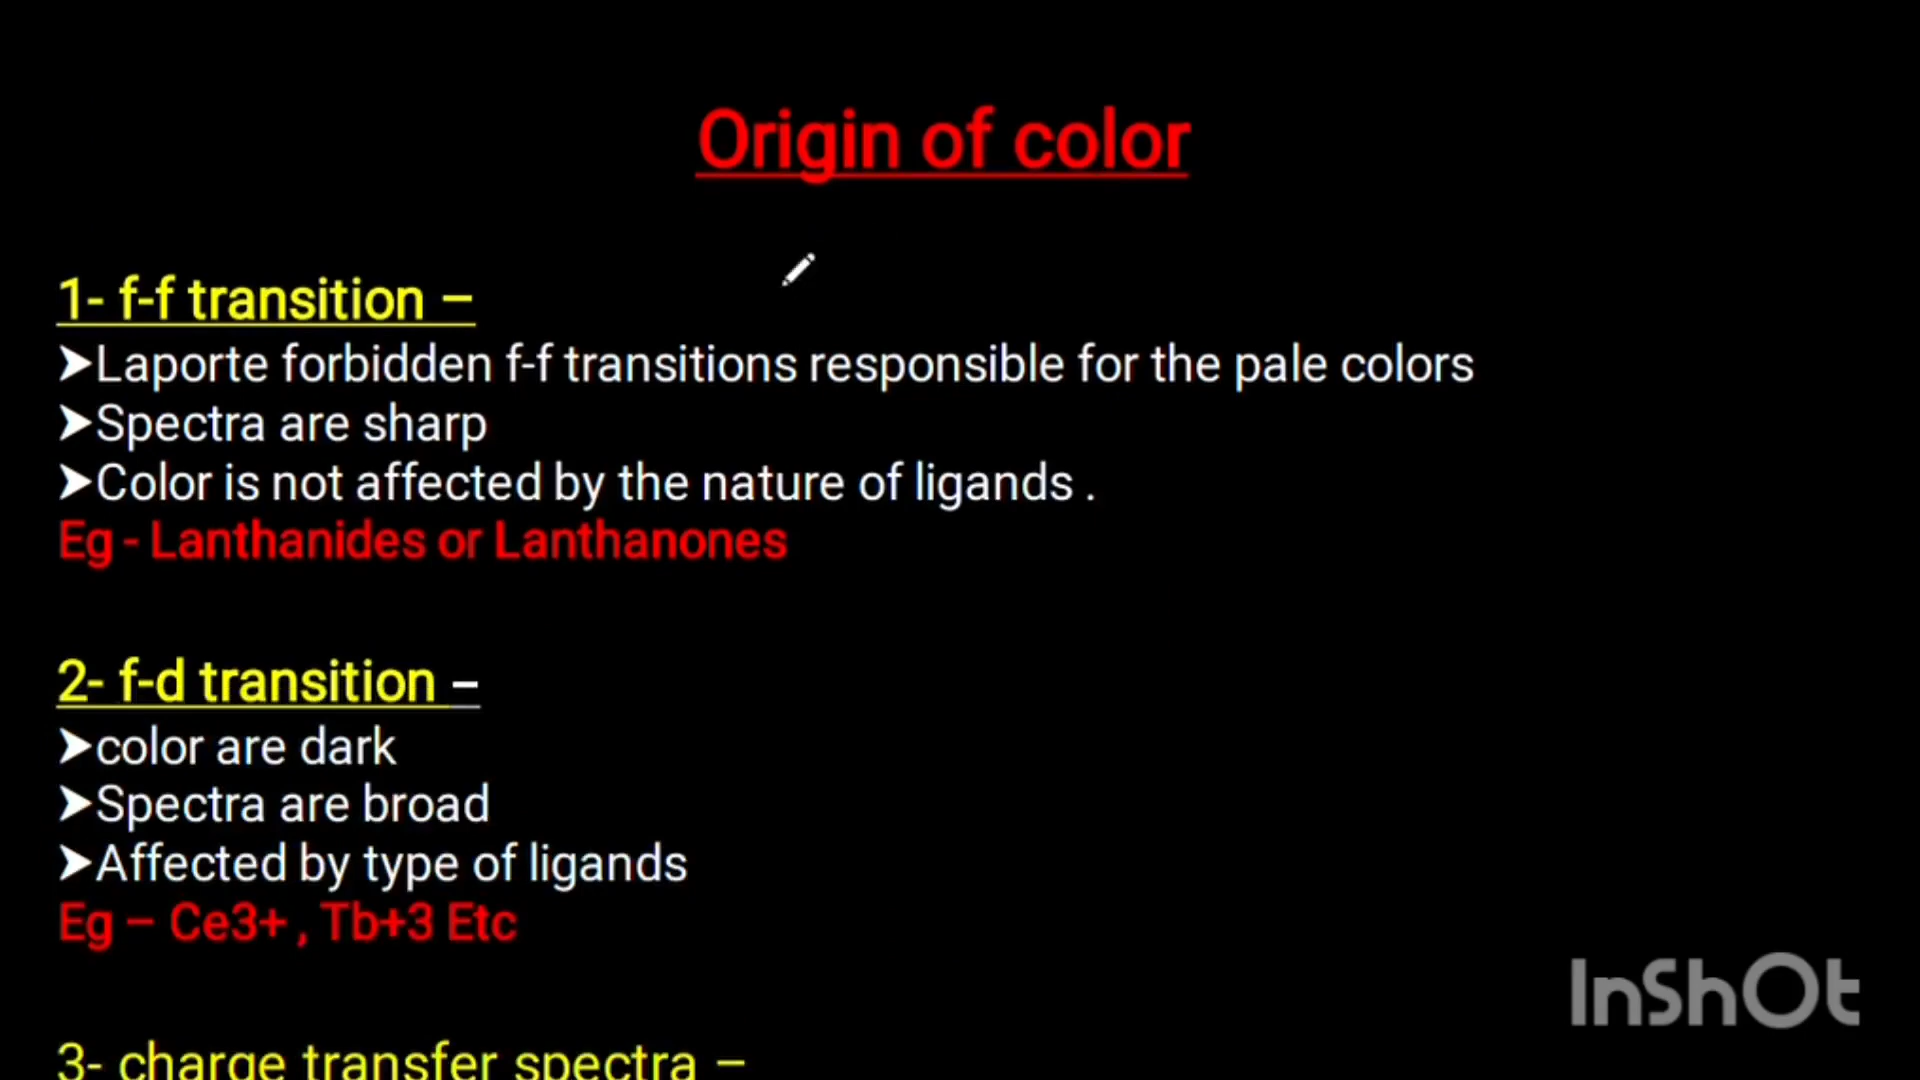 Origin of color
1- f-f transition –
➤Laporte forbidden f-f transitions responsible for the pale colors
➤Spectra are sharp
➤Color is not affected by the nature of ligands .
Eg - Lanthanides or Lanthanones
2- f-d transition –
➤color are dark
➤Spectra are broad
➤Affected by type of ligands
Eg – Ce3+ , Tb+3 Etc
3- charge transfer spectra –
InShOt